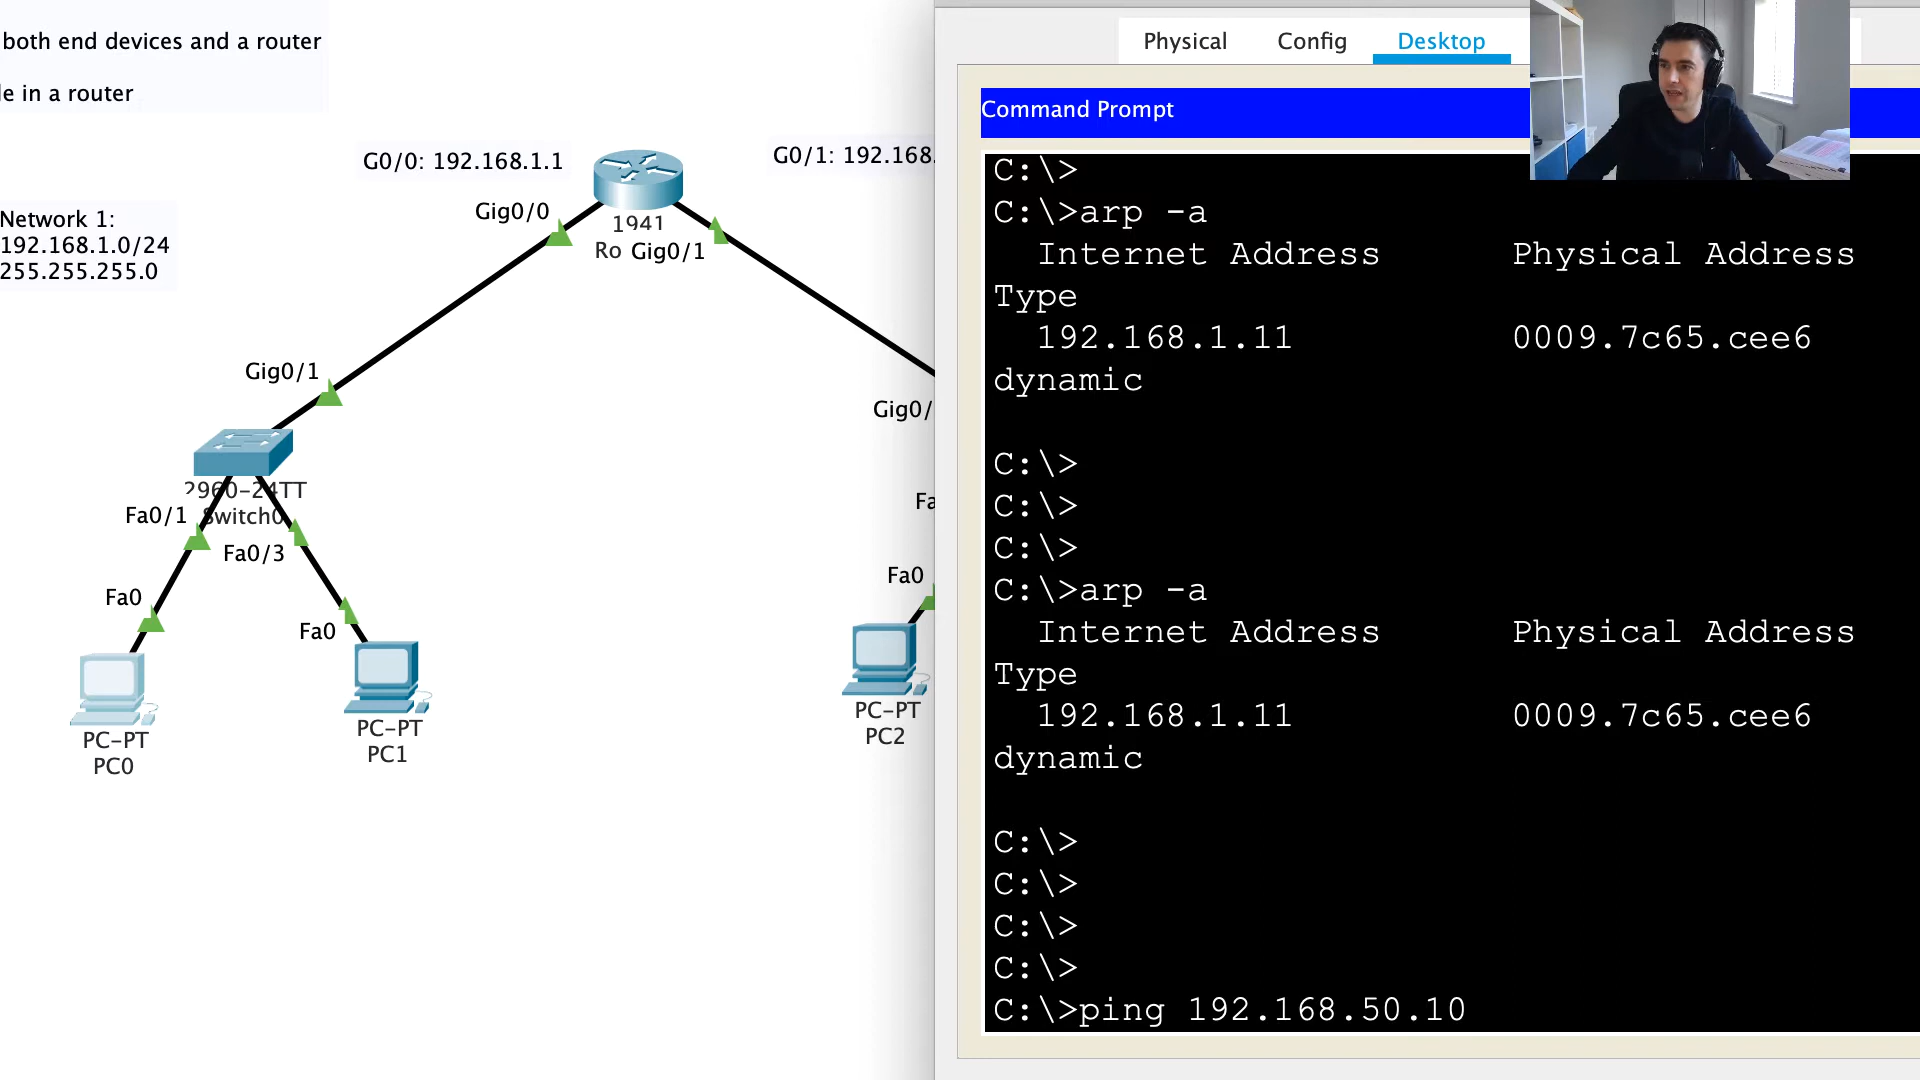 both end devices and a router
le in a router
G0/0: 192.168.1.1
G0/1: 192.168.
Gig0/0
1941
Ro Gig0/1
Network 1:
192.168.1.0/24
255.255.255.0
Gig0/1
Gig0/
2960-24TT
Switch0
Fa0/1
Fa0/3
Fa
Fa0
Fa0
Fa0
PC-PT
PC0
PC-PT
PC1
PC-PT
PC2
Physical Config Desktop
Command Prompt
C:\>
C:\>arp -a
Internet Address Physical Address
Type
192.168.1.11 0009.7c65.cee6
dynamic
C:\>
C:\>
C:\>
C:\>arp -a
Internet Address Physical Address
Type
192.168.1.11 0009.7c65.cee6
dynamic
C:\>
C:\>
C:\>
C:\>
C:\>ping 192.168.50.10